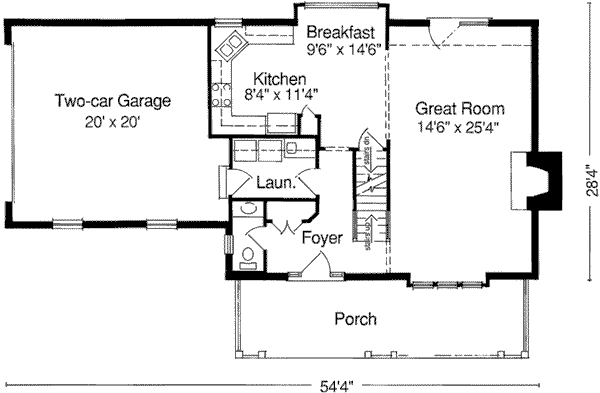 Breakfast
9'6" x 14'6"
Kitchen
8'4" x 11'4"
Two-car Garage
20' x 20'
Great Room
14'6" x 25'4"
stairs dn
Laun.
28'4"
Foyer
stairs up
Porch
54'4"